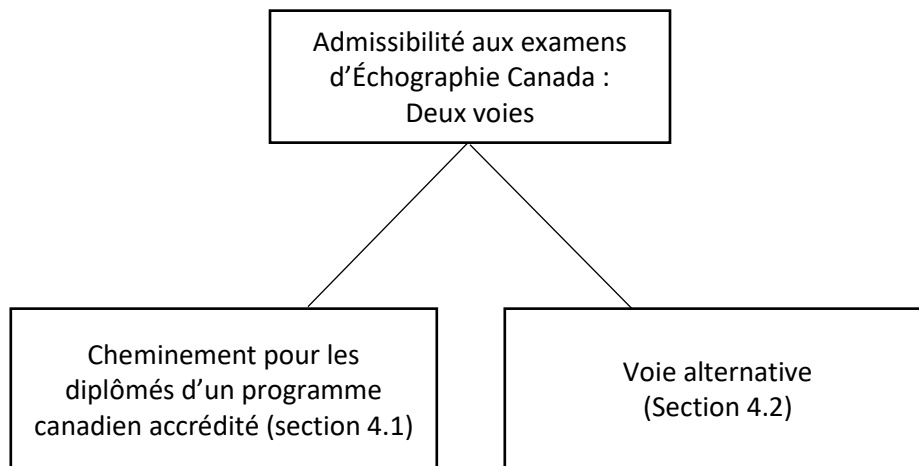 Admissibilité aux examens
d’Échographie Canada :
Deux voies
Cheminement pour les
diplômés d’un programme
canadien accrédité (section 4.1)
Voie alternative
(Section 4.2)